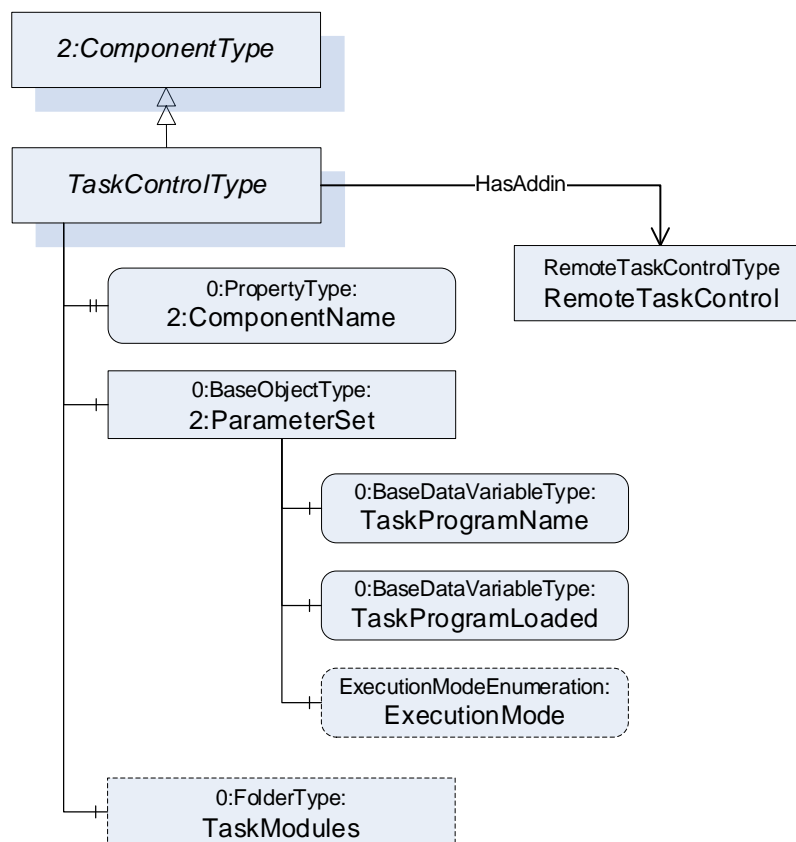 2:ComponentType
TaskControlType
HasAddin
RemoteTaskControlType
RemoteTaskControl
0:PropertyType:
2:ComponentName
0:BaseObjectType:
2:ParameterSet
0:BaseDataVariableType:
TaskProgramName
0:BaseDataVariableType:
TaskProgramLoaded
ExecutionModeEnumeration:
ExecutionMode
0:FolderType:
TaskModules